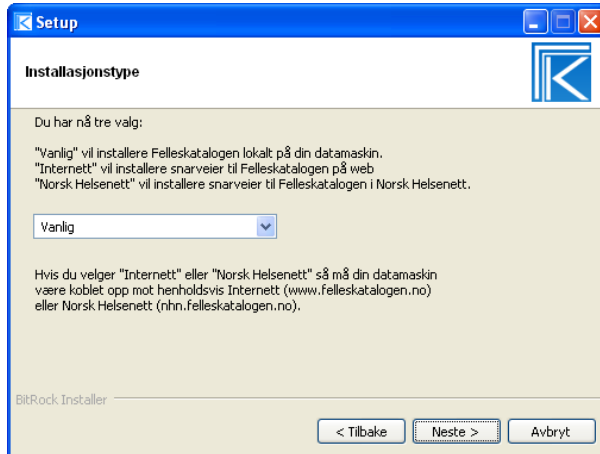 Setup
Installasjonstype
Du har nå tre valg:
"Vanlig" vil installere Felleskatalogen lokalt på din datamaskin.
"Internett" vil installere snarveier til Felleskatalogen på web
"Norsk Helsenett" vil installere snarveier til Felleskatalogen i Norsk Helsenett.
Vanlig
Hvis du velger "Internett" eller "Norsk Helsenett" så må din datamaskin
være koblet opp mot henholdsvis Internett (www.felleskatalogen.no)
eller Norsk Helsenett (nhn.felleskatalogen.no).
BitRock Installer
< Tilbake
Neste >
Avbryt